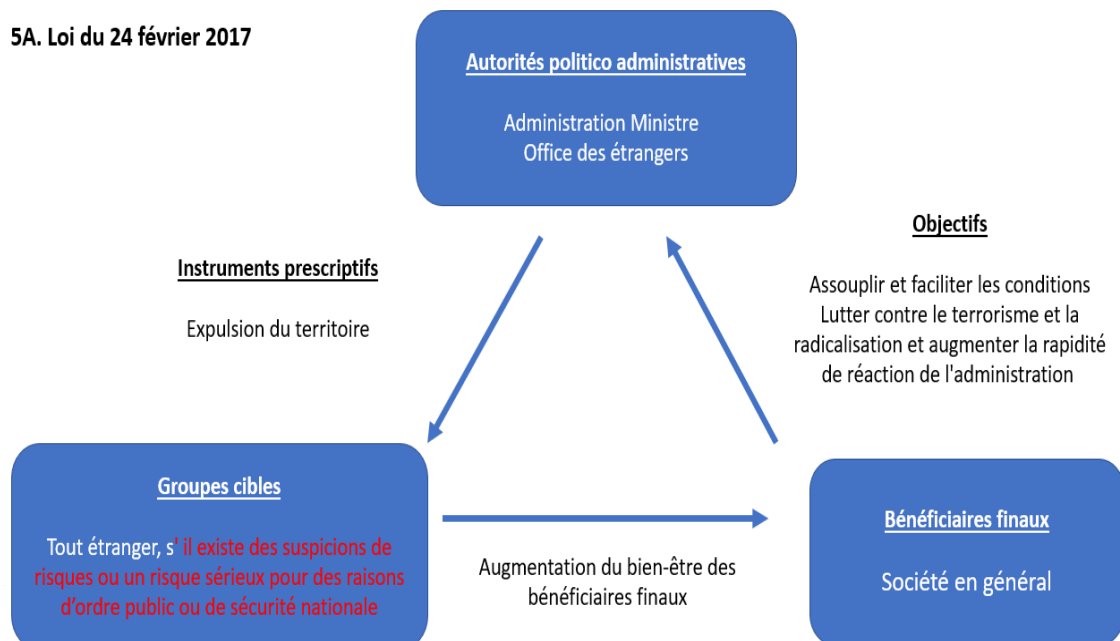 5A. Loi du 24 février 2017
Autorités politico administratives
Administration Ministre
Office des étrangers
Instruments prescriptifs
Expulsion du territoire
Objectifs
Assouplir et faciliter les conditions
Lutter contre le terrorisme et la
radicalisation et augmenter la rapidité
de réaction de l'administration
Groupes cibles
Tout étranger, s' il existe des suspicions de
risques ou un risque sérieux pour des raisons
d’ordre public ou de sécurité nationale
Augmentation du bien-être des
bénéficiaires finaux
Bénéficiaires finaux
Société en général